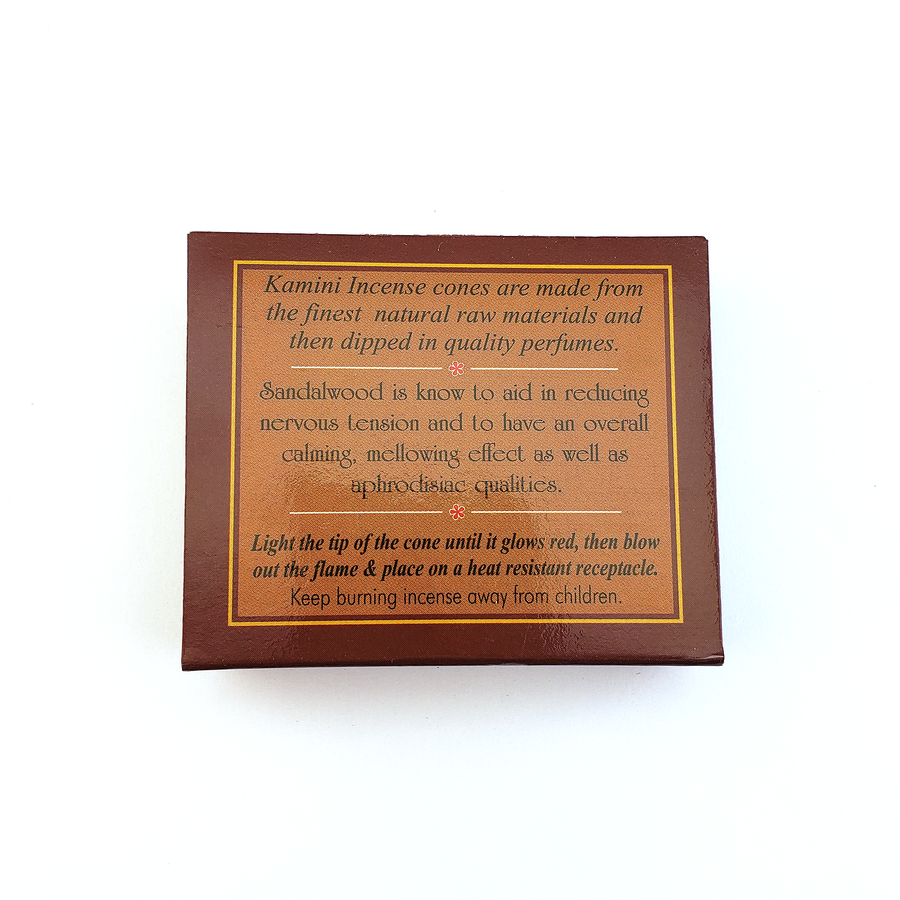 Kamini Incense cones are made from
the finest natural raw materials and
then dipped in quality perfumes.
Sandalwood is know to aid in reducing
nervous tension and to have an overall
calming, mellowing effect as well as
aphrodisiac qualities.
Light the tip of the cone until it glows red, then blow
out the flame & place on a heat resistant receptacle.
Keep burning incense away from children.